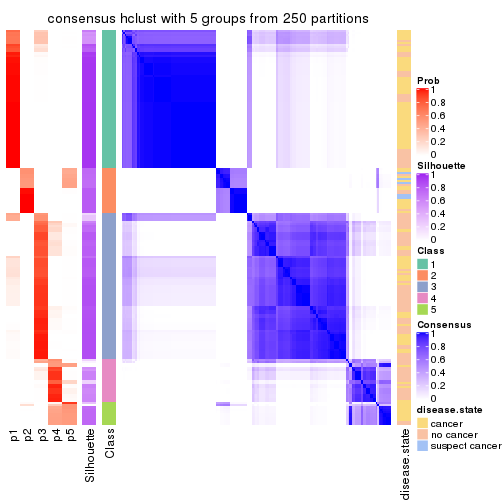 consensus hclust with 5 groups from 250 partitions
p1
p2
p3
p4
p5
Silhouette
Class
disease.state
Prob
1
0.8
0.6
0.4
0.2
0
Silhouette
1
0.8
0.6
0.4
0.2
0
Class
1
2
3
4
5
Consensus
1
0.8
0.6
0.4
0.2
0
disease.state
cancer
no cancer
suspect cancer